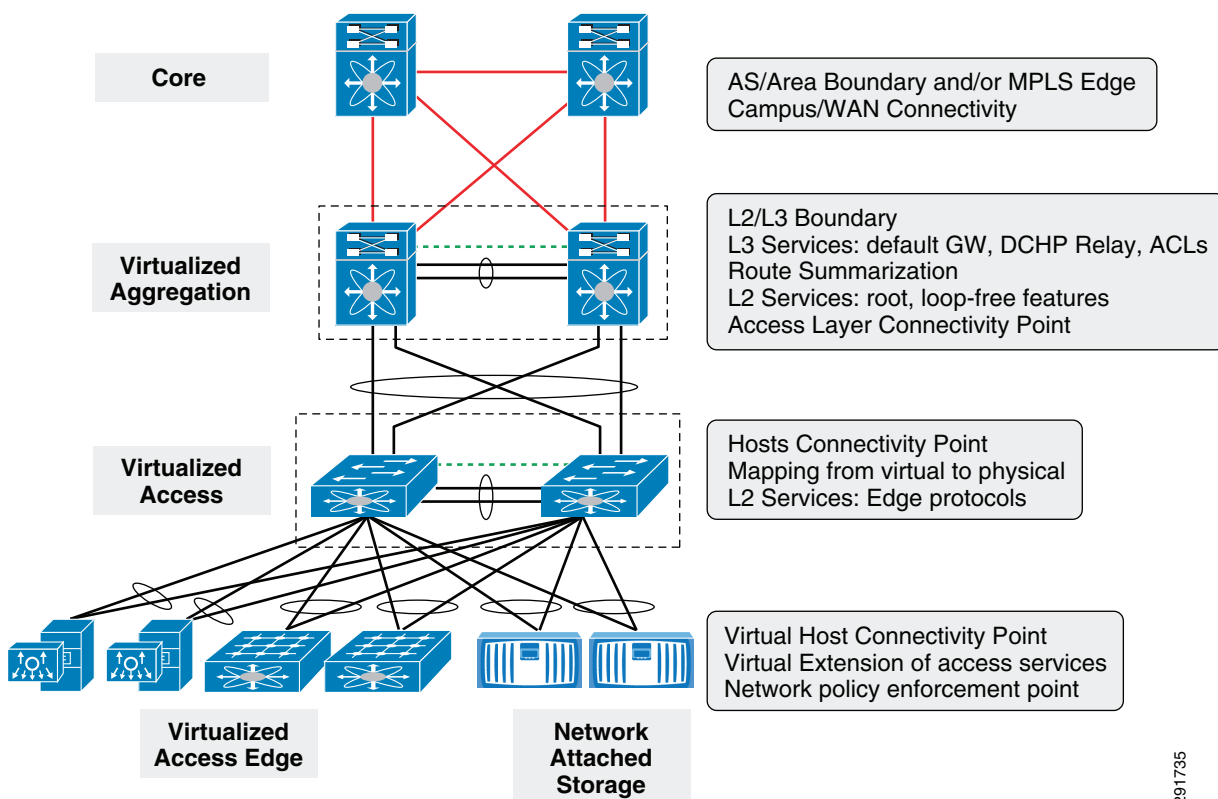 Core
AS/Area Boundary and/or MPLS Edge
Campus/WAN Connectivity
Virtualized
Aggregation
L2/L3 Boundary
L3 Services: default GW, DCHP Relay, ACLs
Route Summarization
L2 Services: root, loop-free features
Access Layer Connectivity Point
Virtualized
Access
Hosts Connectivity Point
Mapping from virtual to physical
L2 Services: Edge protocols
Virtual Host Connectivity Point
Virtual Extension of access services
Network policy enforcement point
Virtualized
Access Edge
Network
Attached
Storage
291735